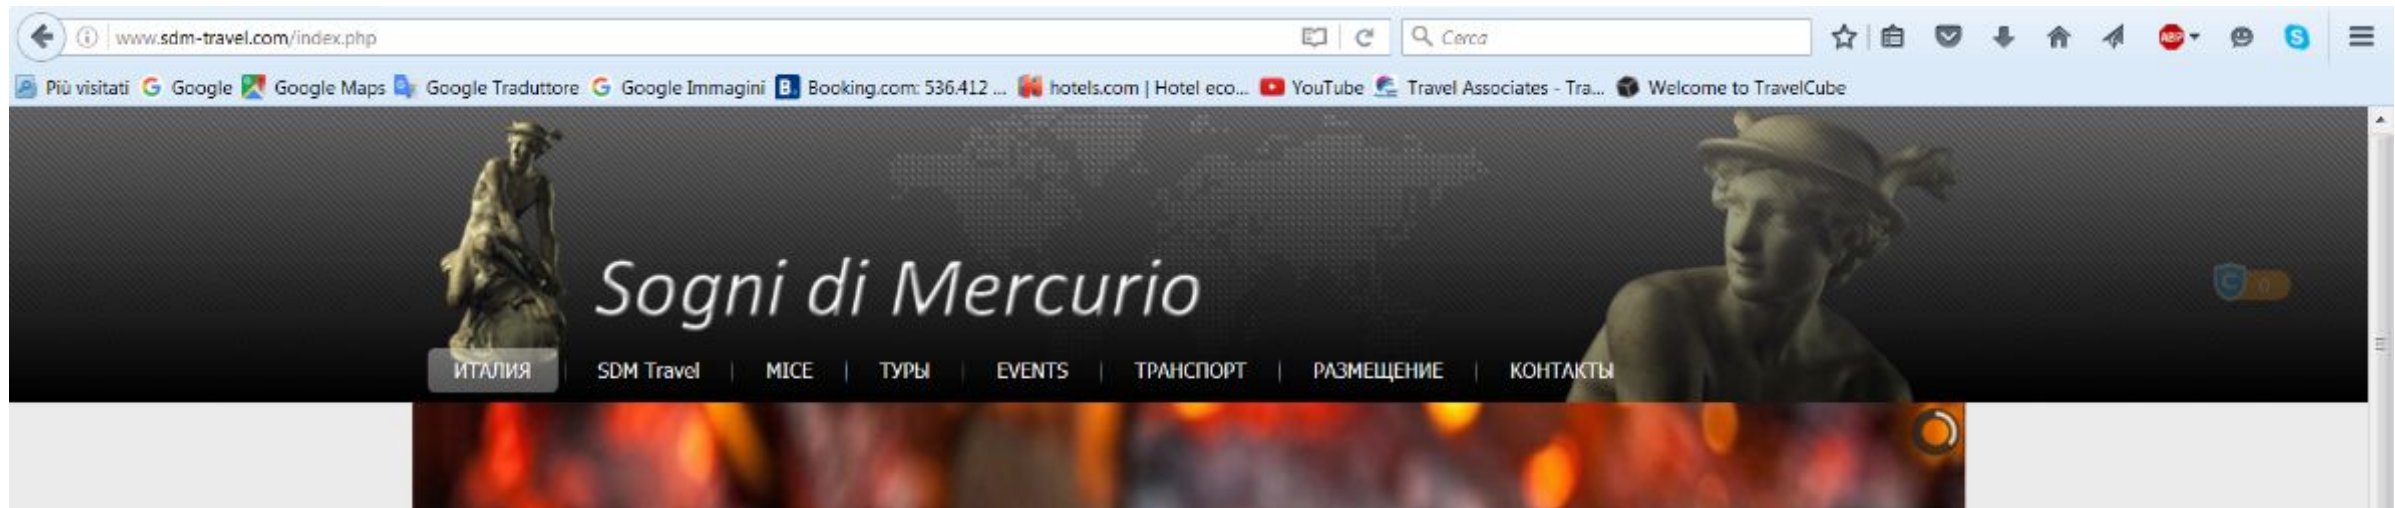 www.sdm-travel.com/index.php
Cerca
ABP
S
Più visitati Google Google Maps Google Traduttore Google Immagini Booking.com: 536.412 ... hotels.com | Hotel eco... YouTube Travel Associates - Tra... Welcome to TravelCube
Sogni di Mercurio
C 0
ИТАЛИЯ | SDM Travel | MICE | ТУРЫ | EVENTS | ТРАНСПОРТ | РАЗМЕЩЕНИЕ | КОНТАКТЫ